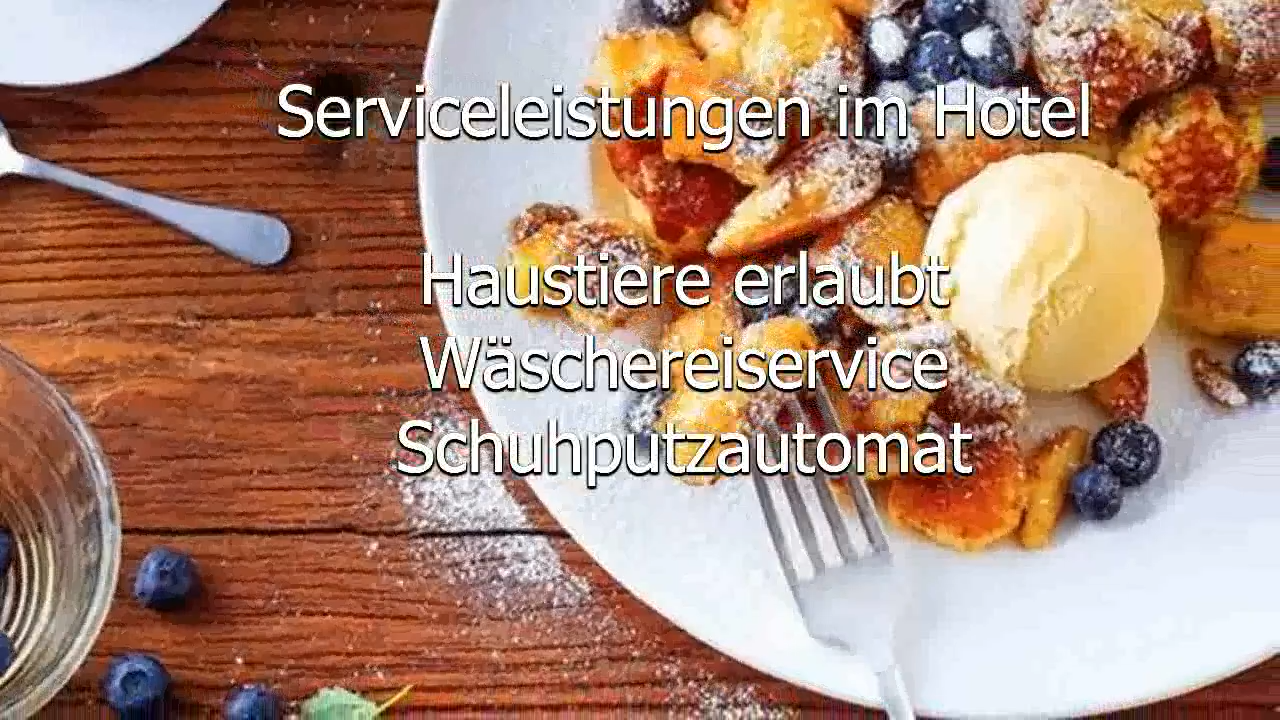 Serviceleistungen im Hotel
Haustiere erlaubt
Wäschereiservice
Schuhputzautomat